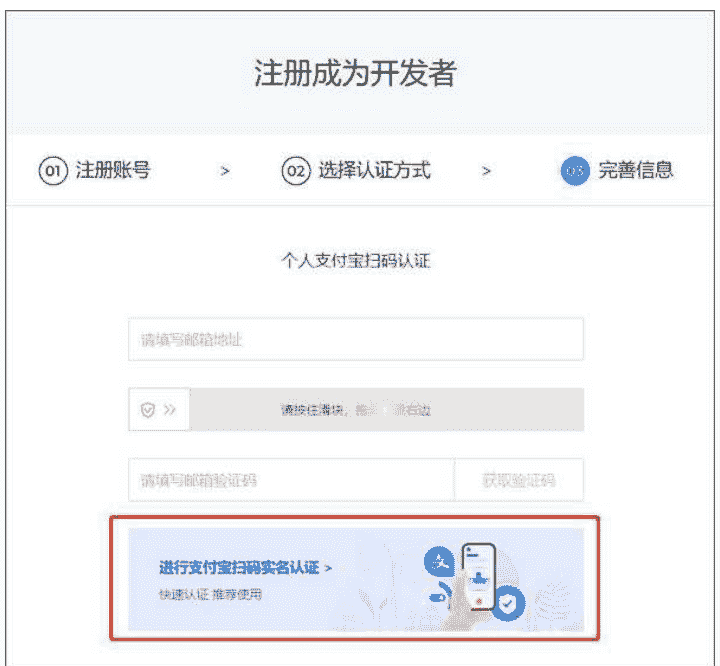 注册成为开发者
01 注册账号 > 02 选择认证方式 > 03 完善信息
个人支付宝扫码认证
请填写邮箱地址
请按住滑块，右边
请填写邮箱验证码 获取验证码
进行支付宝扫码实名认证 >
快速认证 推荐使用